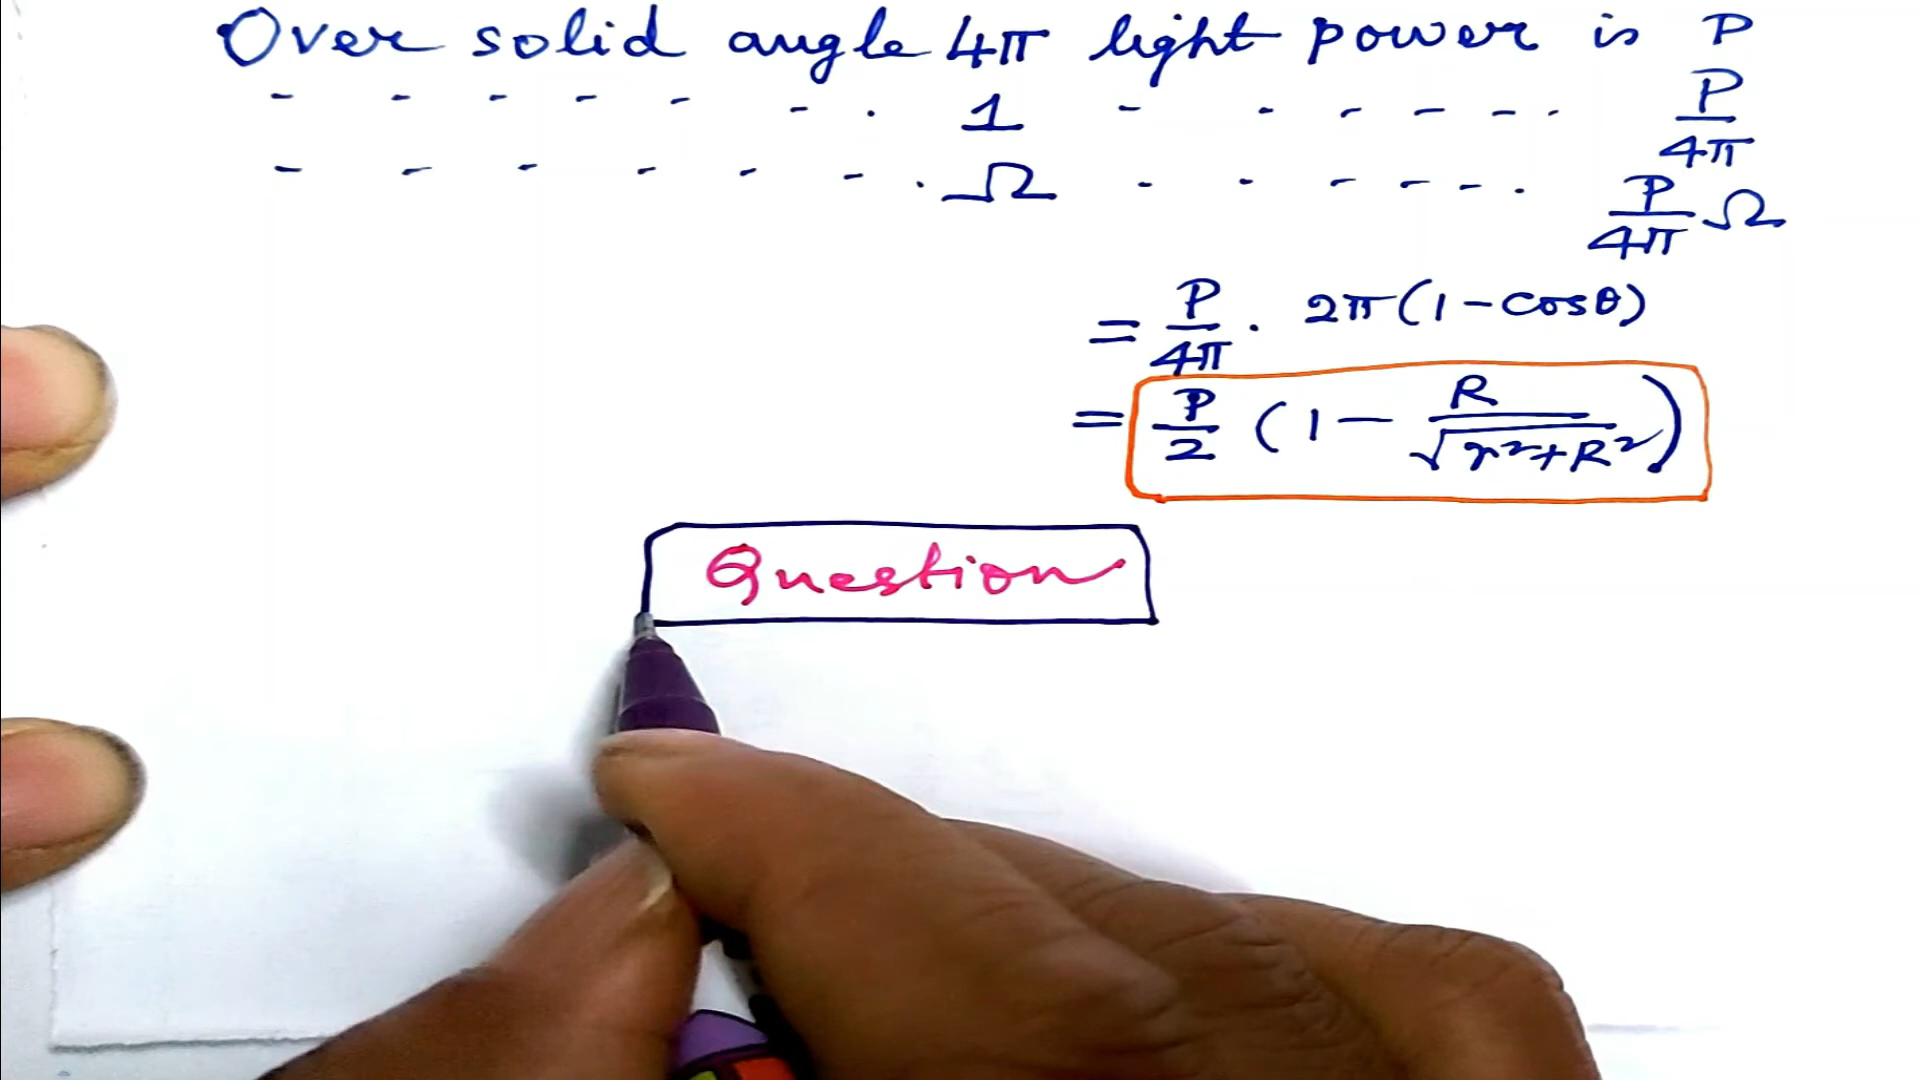 Over solid angle 4π light power is P
- - - - - - . 1 - - - - - - . P/4π
- - - - - - . Ω - - - - - - . P/4π Ω
= P/4π · 2π(1-cosθ)
= P/2 (1 - R/√(r²+R²))
Question